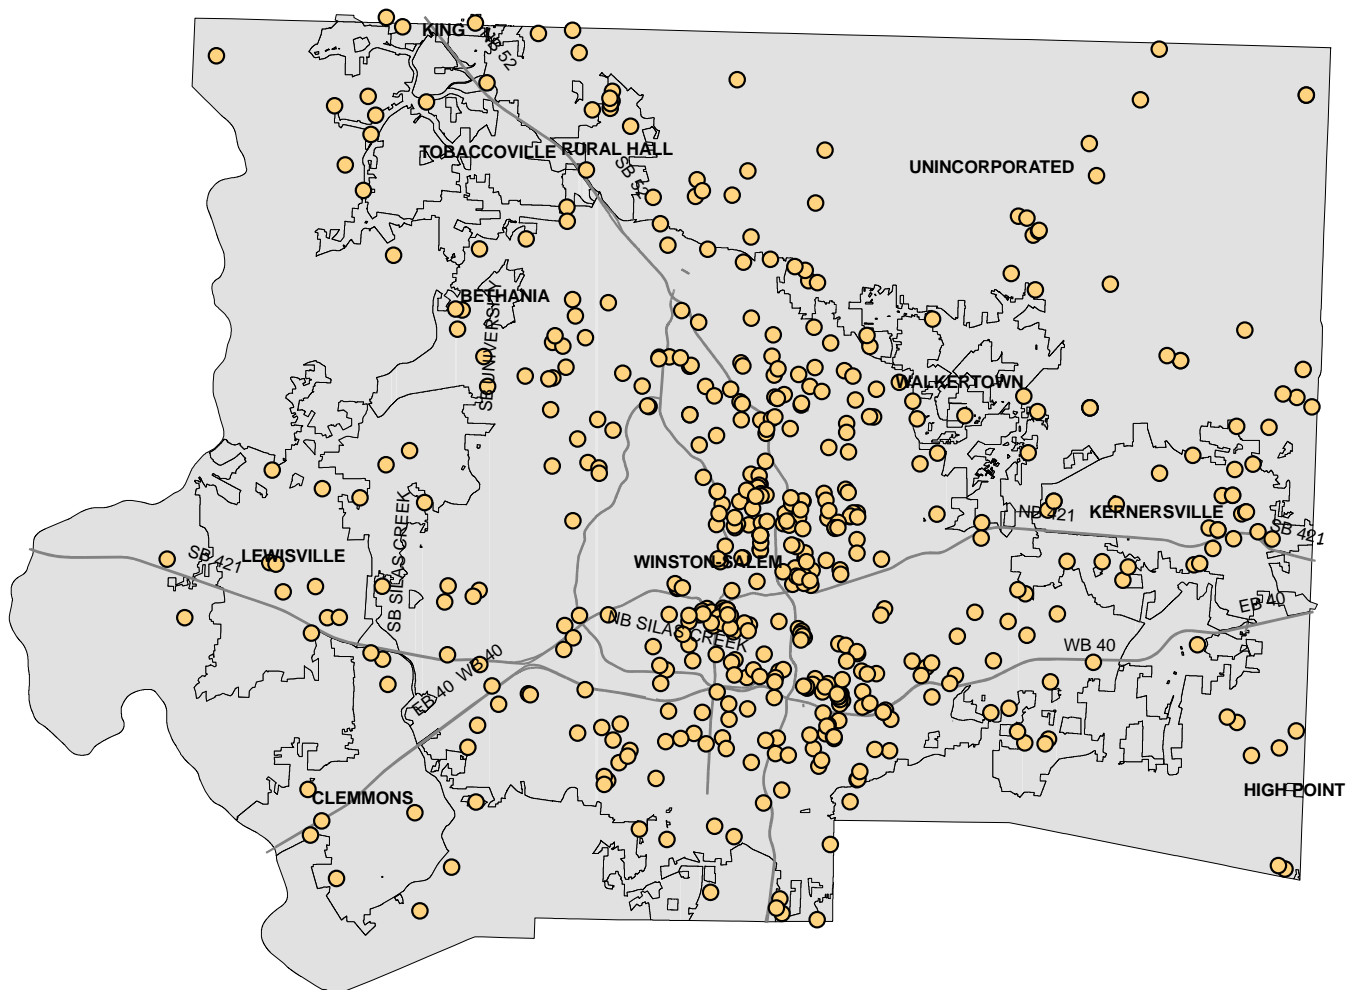 KING
NB 52
TOBACCOVILLE
RURAL HALL
SB 52
UNINCORPORATED
BETHANIA
SB UNIVERSITY
WALKERTOWN
SB SILAS CREEK
NB 421
KERNERSVILLE
SB 421
SB 421
LEWISVILLE
WINSTON-SALEM
EB 40
NB SILAS CREEK
WB 40
WB 40
EB 40
CLEMMONS
HIGH POINT